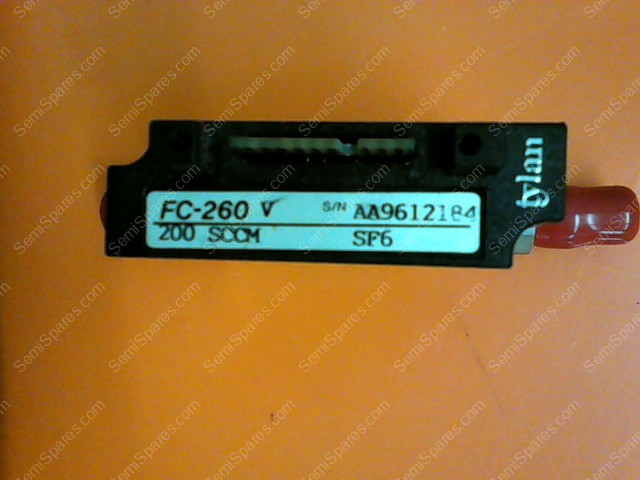 FC-260 V S/N AA9612184
200 SCCM SF6
tylan
SemiSpares.com